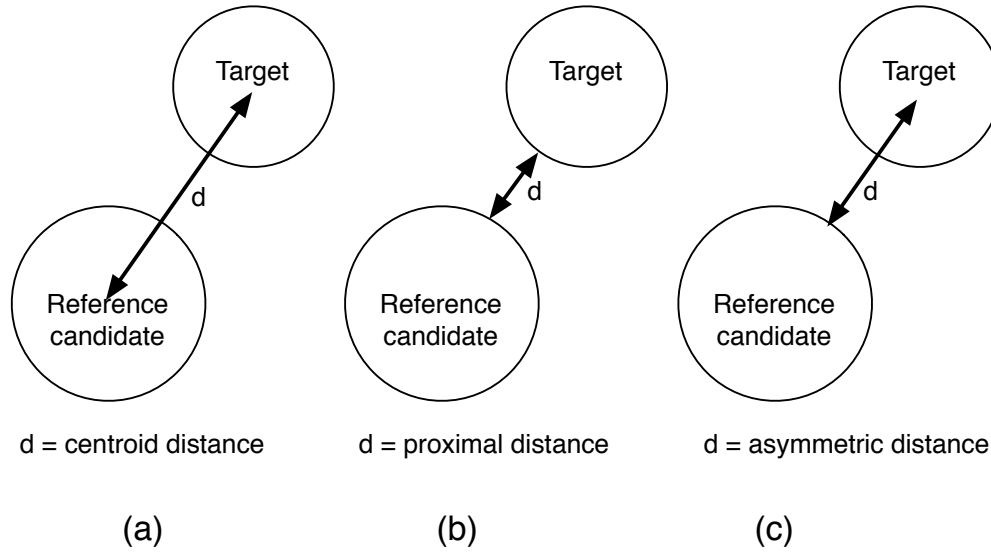 Target
d
Reference
candidate
d = centroid distance
(a)
Target
d
Reference
candidate
d = proximal distance
(b)
Target
d
Reference
candidate
d = asymmetric distance
(c)